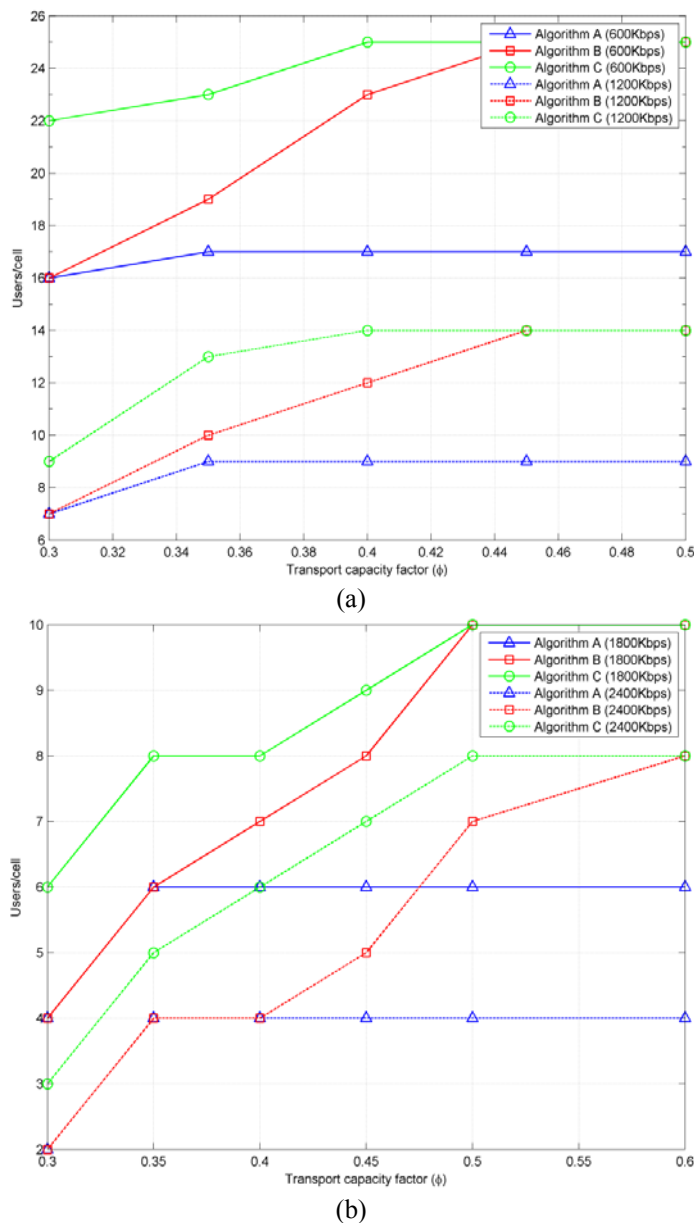 26
24
22
20
18
16
14
12
10
8
6
Users/cell
0.3 0.32 0.34 0.36 0.38 0.4 0.42 0.44 0.46 0.48 0.5
Transport capacity factor (ϕ)
Algorithm A (600Kbps)
Algorithm B (600Kbps)
Algorithm C (600Kbps)
Algorithm A (1200Kbps)
Algorithm B (1200Kbps)
Algorithm C (1200Kbps)
(a)
10
9
8
7
6
5
4
3
2
Users/cell
0.3 0.35 0.4 0.45 0.5 0.55 0.6
Transport capacity factor (ϕ)
Algorithm A (1800Kbps)
Algorithm B (1800Kbps)
Algorithm C (1800Kbps)
Algorithm A (2400Kbps)
Algorithm B (2400Kbps)
Algorithm C (2400Kbps)
(b)